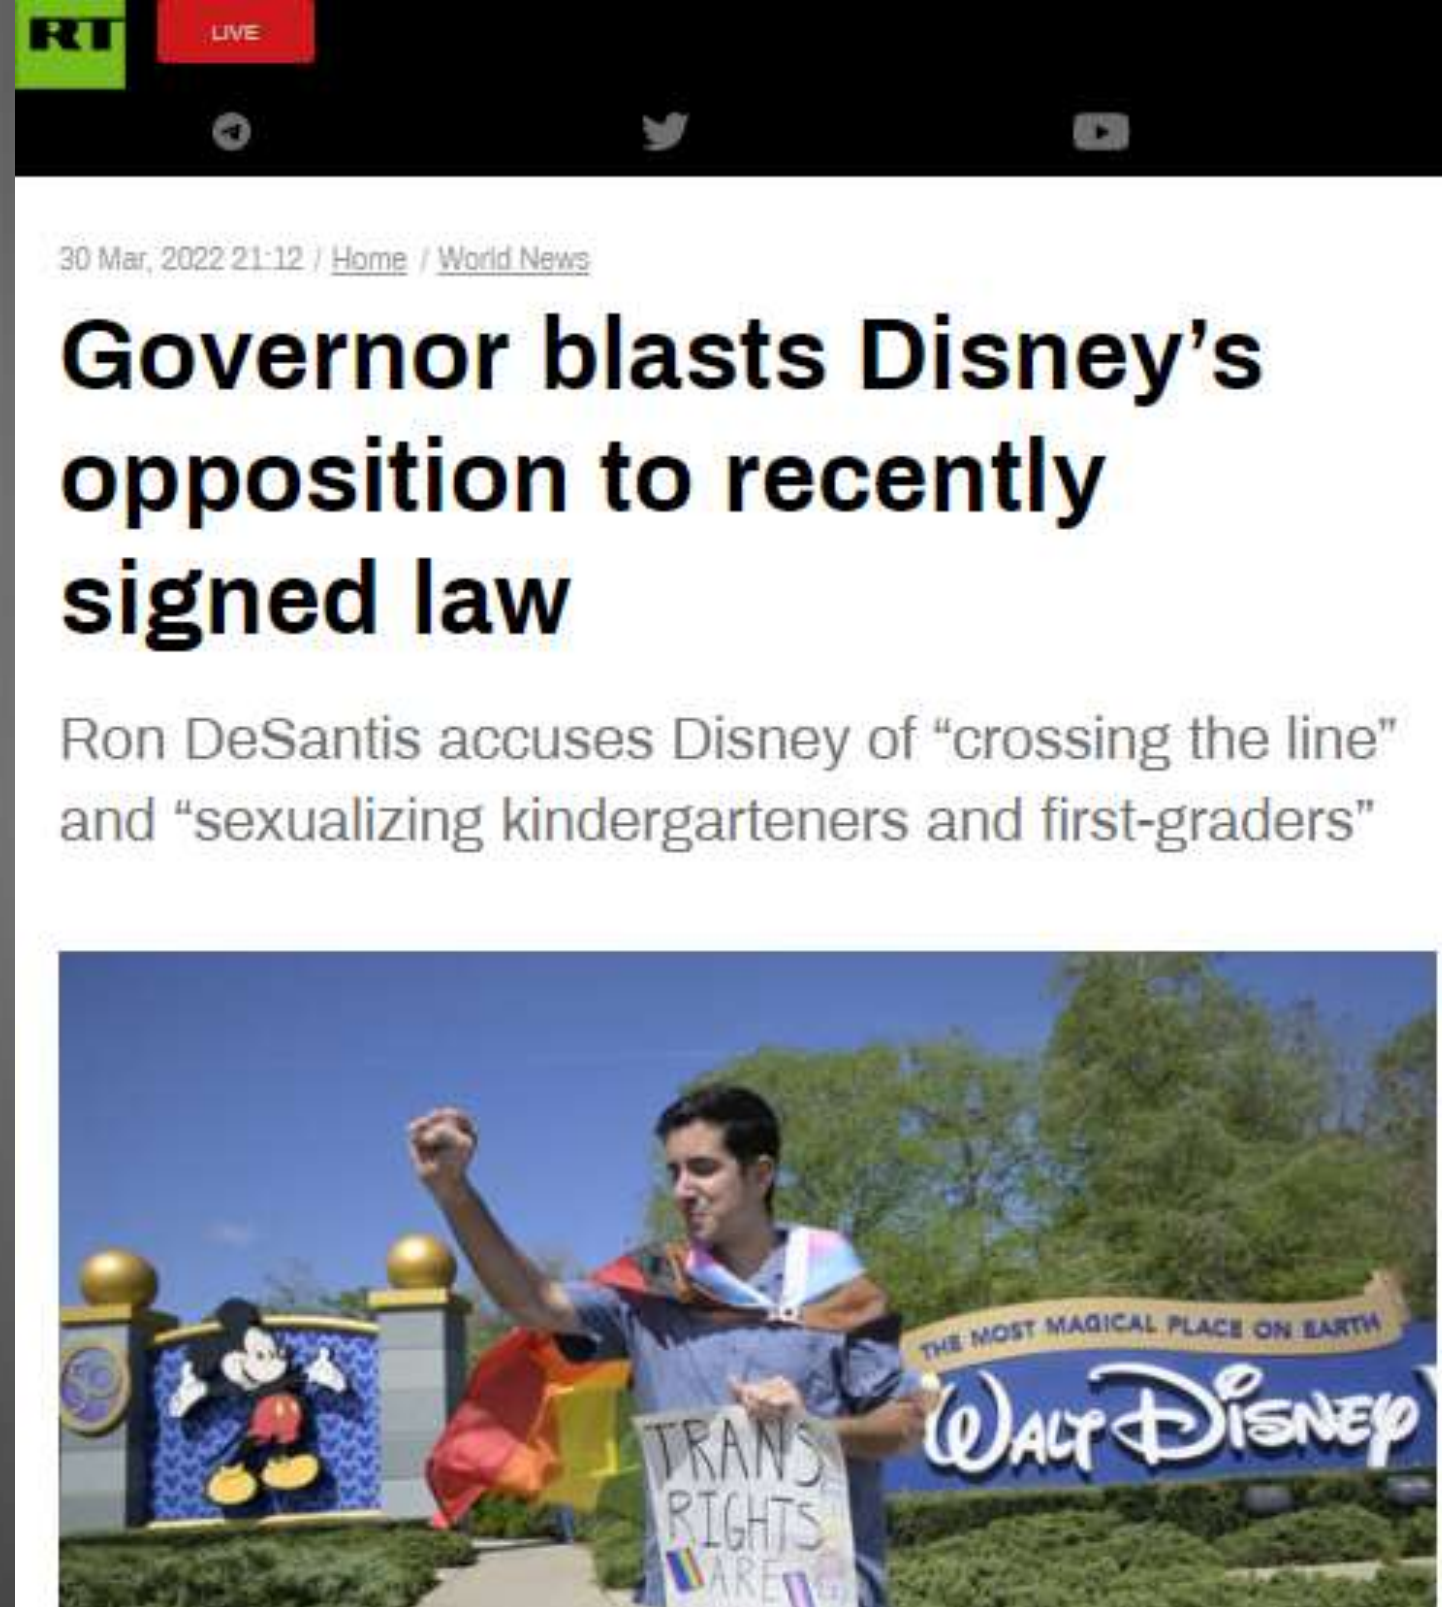 RT
LIVE
30 Mar, 2022 21:12 / Home / World News
Governor blasts Disney’s
opposition to recently
signed law
Ron DeSantis accuses Disney of “crossing the line”
and “sexualizing kindergarteners and first-graders”
50
THE MOST MAGICAL PLACE ON EARTH
WALT DISNEY
TRANS
RIGHTS
ARE